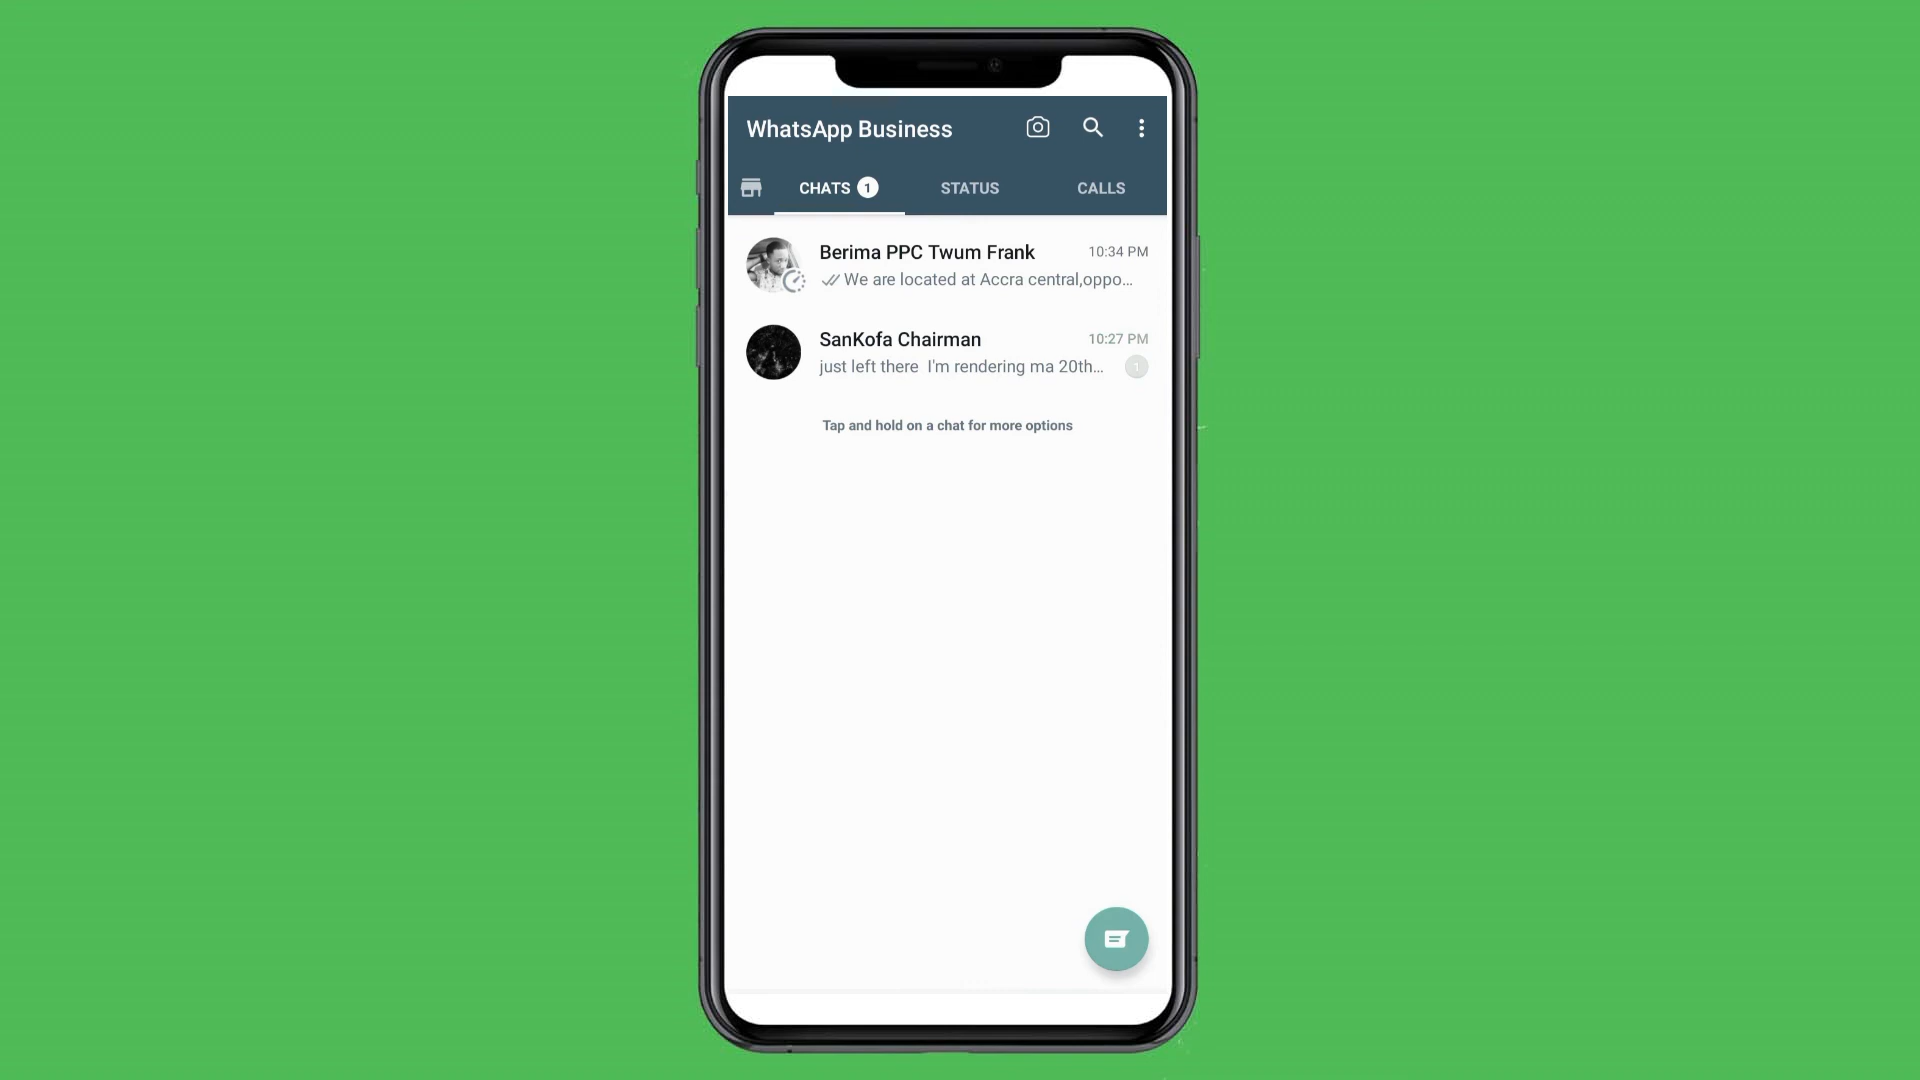 WhatsApp Business
CHATS 1
STATUS
CALLS
Berima PPC Twum Frank
10:34 PM
We are located at Accra central,oppo...
SanKofa Chairman
10:27 PM
just left there I'm rendering ma 20th...
1
Tap and hold on a chat for more options